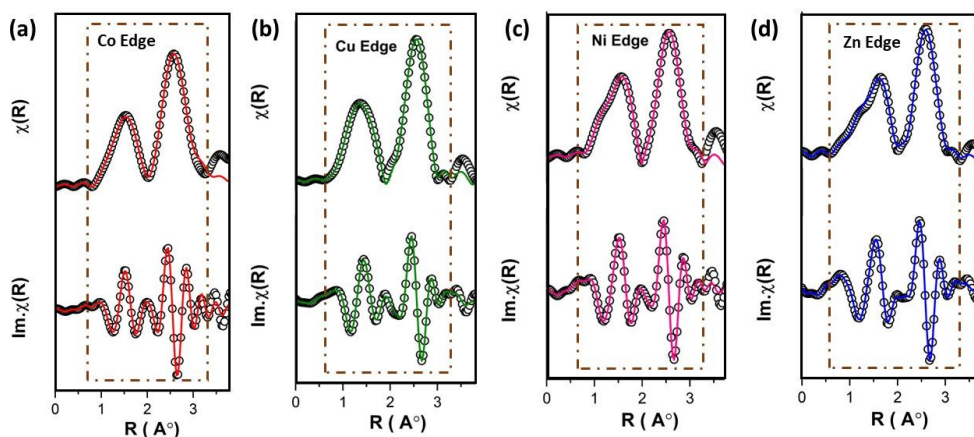 (a)
Co Edge
χ(R)
Im.χ(R)
0 1 2 3
R ( A°)
(b)
Cu Edge
χ(R)
Im.χ(R)
0 1 2 3
R ( A°)
(c)
Ni Edge
χ(R)
Im.χ(R)
0 1 2 3
R ( A°)
(d)
Zn Edge
χ(R)
Im.χ(R)
0 1 2 3
R ( A°)